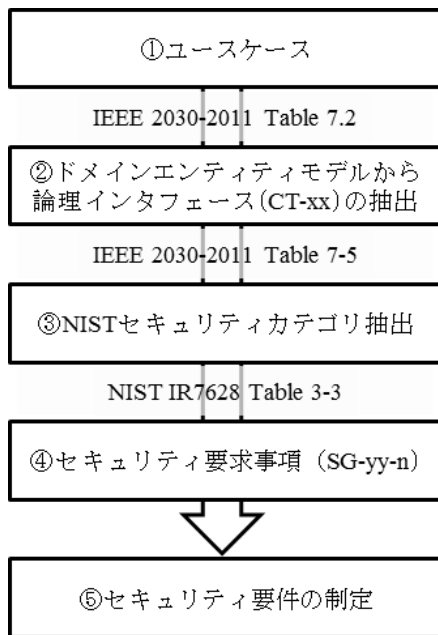 ①ユースケース
IEEE 2030-2011 Table 7.2
②ドメインエンティティモデルから
論理インタフェース(CT-xx)の抽出
IEEE 2030-2011 Table 7-5
③NISTセキュリティカテゴリ抽出
NIST IR7628 Table 3-3
④セキュリティ要求事項（SG-yy-n）
⑤セキュリティ要件の制定